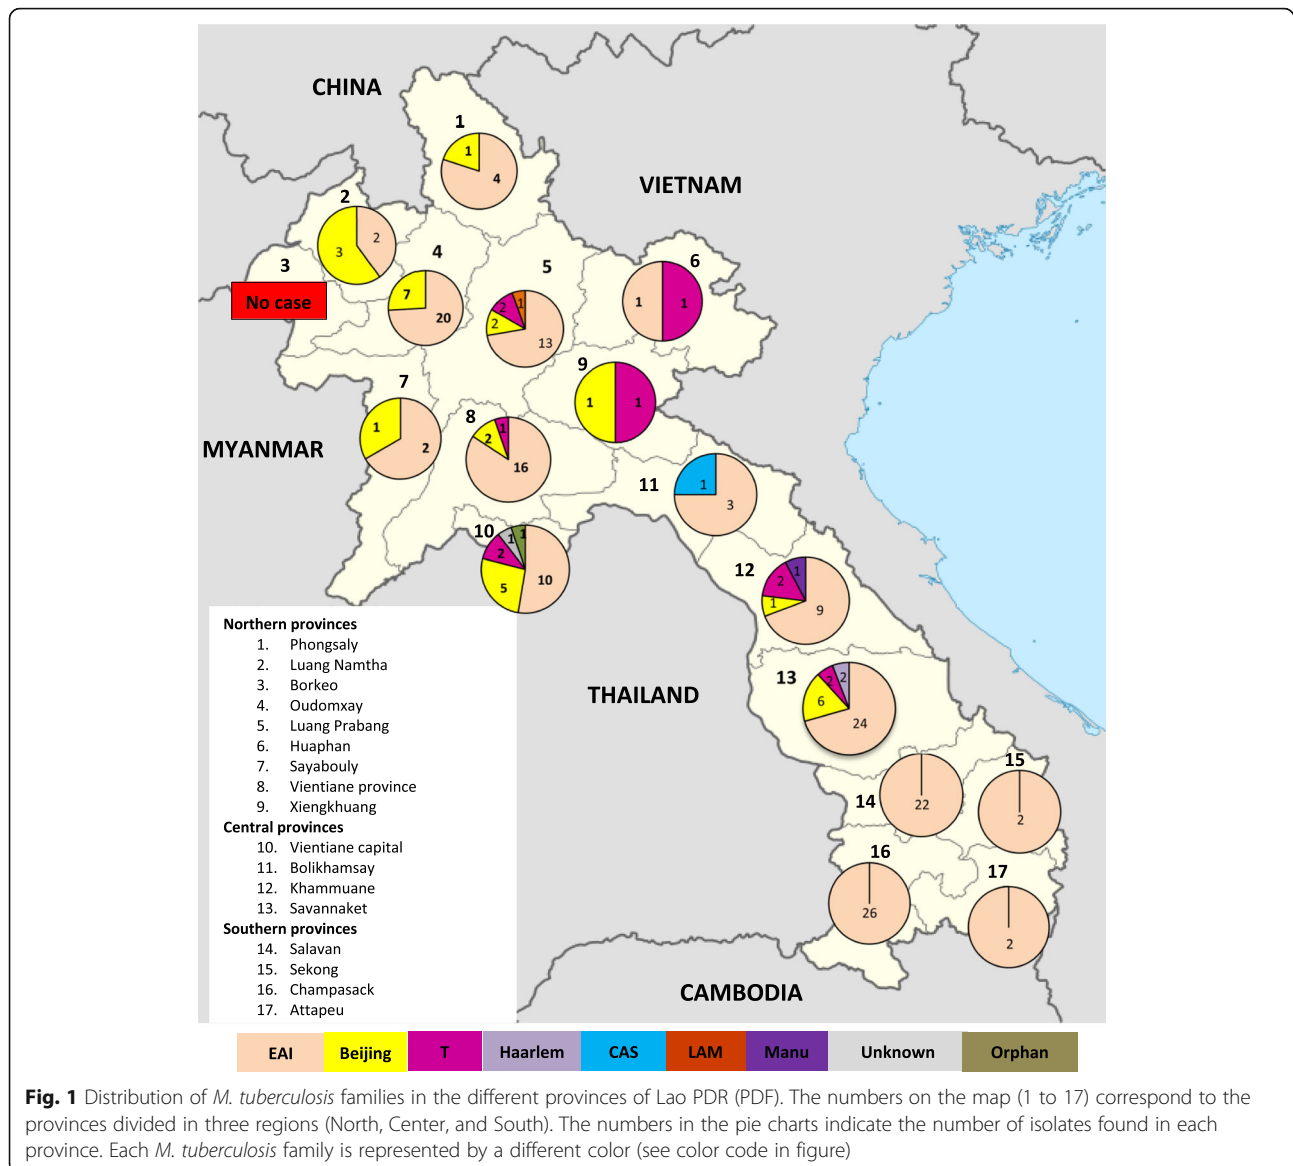 CHINA
1
1
4
VIETNAM
2
3
2
3
No case
4
7
20
5
2
2
1
13
6
1
1
7
1
2
MYANMAR
8
2
1
16
9
1
1
10
5
2
1
1
10
11
1
3
12
1
2
1
9
THAILAND
13
6
2
2
24
14
22
15
2
16
26
17
2
CAMBODIA
Northern provinces
1. Phongsaly
2. Luang Namtha
3. Borkeo
4. Oudomxay
5. Luang Prabang
6. Huaphan
7. Sayabouly
8. Vientiane province
9. Xiengkhuang
Central provinces
10. Vientiane capital
11. Bolikhamsay
12. Khammuane
13. Savannaket
Southern provinces
14. Salavan
15. Sekong
16. Champasack
17. Attapeu
EAI Beijing T Haarlem CAS LAM Manu Unknown Orphan
Fig. 1 Distribution of M. tuberculosis families in the different provinces of Lao PDR (PDF). The numbers on the map (1 to 17) correspond to the
provinces divided in three regions (North, Center, and South). The numbers in the pie charts indicate the number of isolates found in each
province. Each M. tuberculosis family is represented by a different color (see color code in figure)